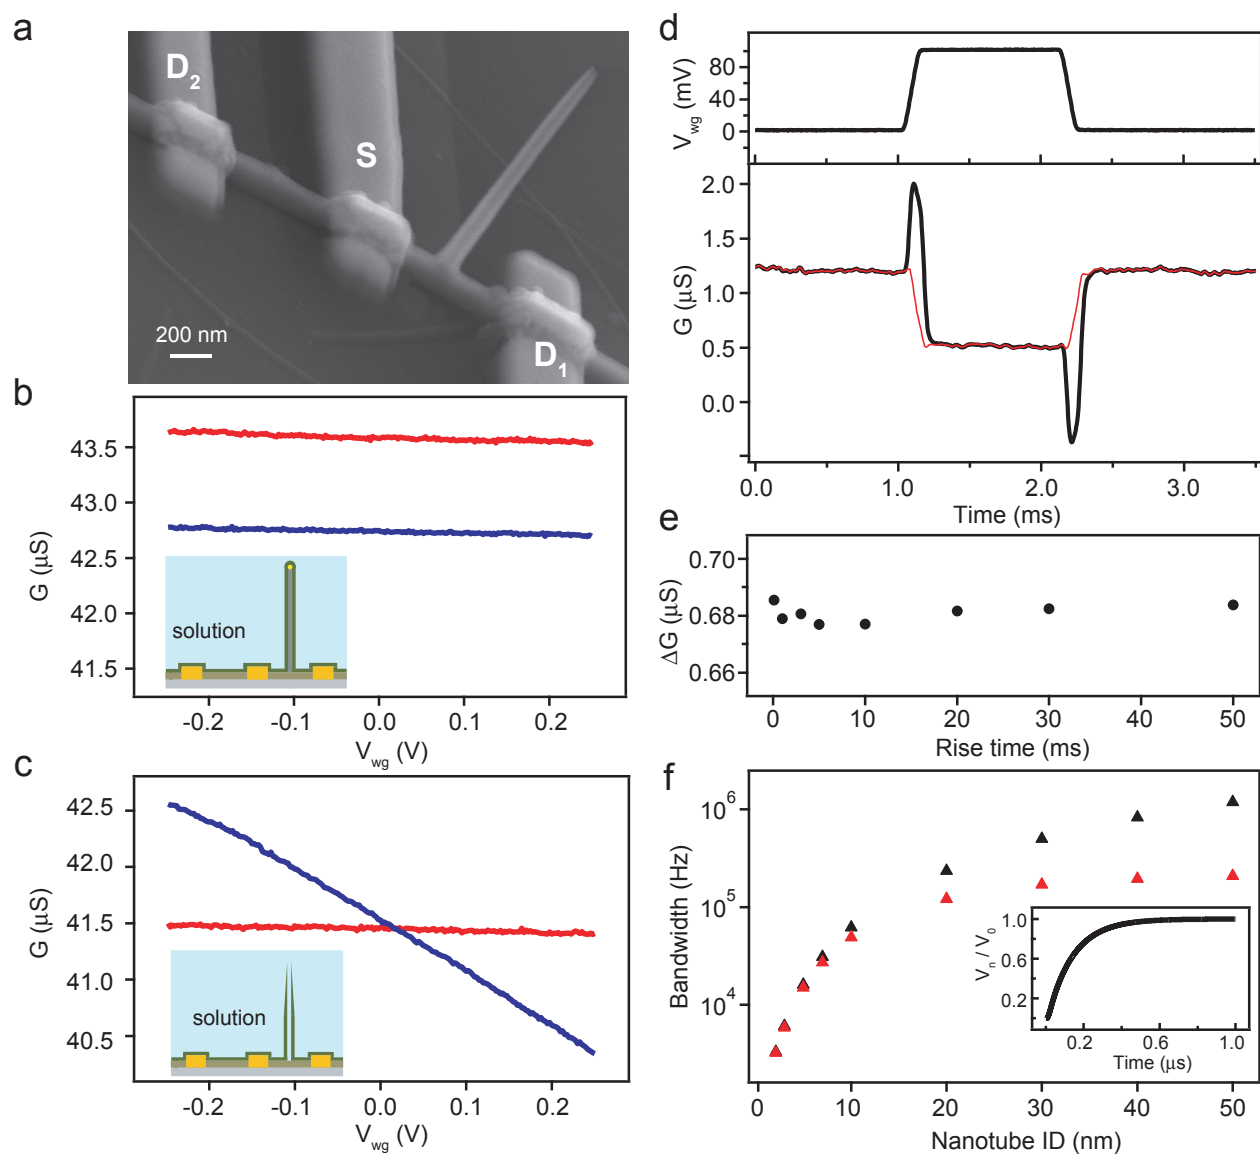 a
D2
S
D1
200 nm
b
G (μS)
43.5
43.0
42.5
42.0
41.5
solution
-0.2
-0.1
0.0
0.1
0.2
Vwg (V)
c
G (μS)
42.5
42.0
41.5
41.0
40.5
solution
-0.2
-0.1
0.0
0.1
0.2
Vwg (V)
d
Vwg (mV)
80
40
0
G (μS)
2.0
1.5
1.0
0.5
0.0
0.0
1.0
2.0
3.0
Time (ms)
e
ΔG (μS)
0.70
0.68
0.66
0
10
20
30
40
50
Rise time (ms)
f
Bandwidth (Hz)
10^6
10^5
10^4
Vn / V0
1.0
0.6
0.2
0.2
0.6
1.0
Time (μs)
0
10
20
30
40
50
Nanotube ID (nm)